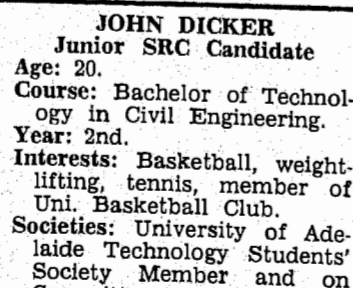 JOHN DICKER
Junior SRC Candidate
Age: 20.
Course: Bachelor of Technol-
ogy in Civil Engineering.
Year: 2nd.
Interests: Basketball, weight-
lifting, tennis, member of
Uni. Basketball Club.
Societies: University of Ade-
laide Technology Students'
Society Member and on